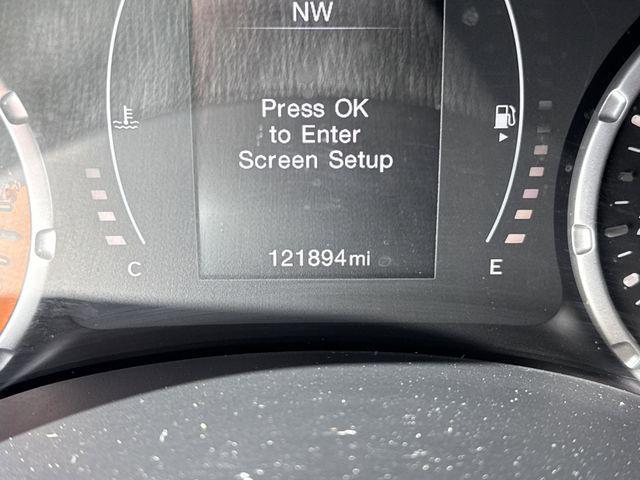 NW
Press OK
to Enter
Screen Setup
121894mi
C
E